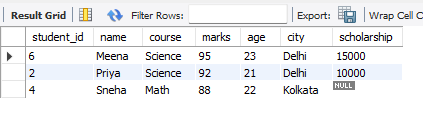 Result Grid Filter Rows: Export: Wrap Cell C
student_id name course marks age city scholarship
6 Meena Science 95 23 Delhi 15000
2 Priya Science 92 21 Delhi 10000
4 Sneha Math 88 22 Kolkata NULL